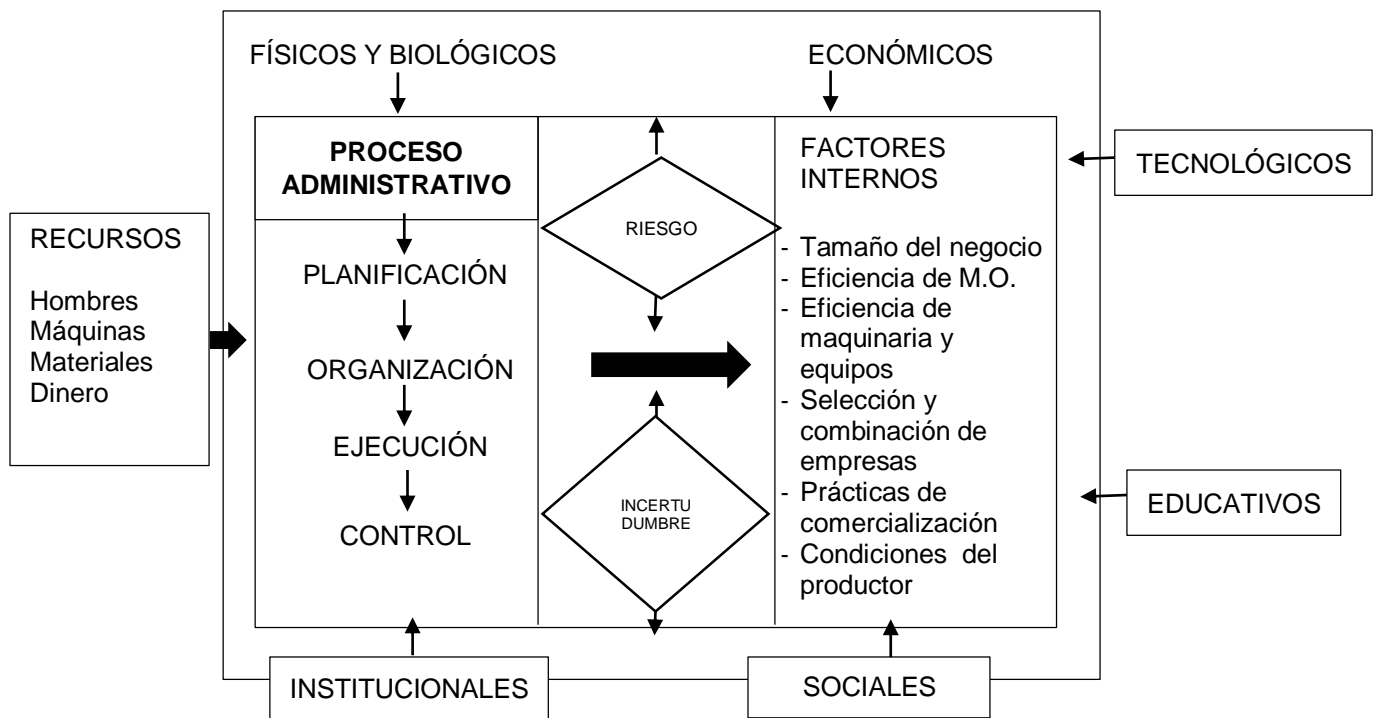 FÍSICOS Y BIOLÓGICOS
ECONÓMICOS
PROCESO
ADMINISTRATIVO
PLANIFICACIÓN
ORGANIZACIÓN
EJECUCIÓN
CONTROL
RIESGO
INCERTU
DUMBRE
FACTORES
INTERNOS
- Tamaño del negocio
- Eficiencia de M.O.
- Eficiencia de
maquinaria y
equipos
- Selección y
combinación de
empresas
- Prácticas de
comercialización
- Condiciones del
productor
RECURSOS
Hombres
Máquinas
Materiales
Dinero
TECNOLÓGICOS
EDUCATIVOS
INSTITUCIONALES
SOCIALES